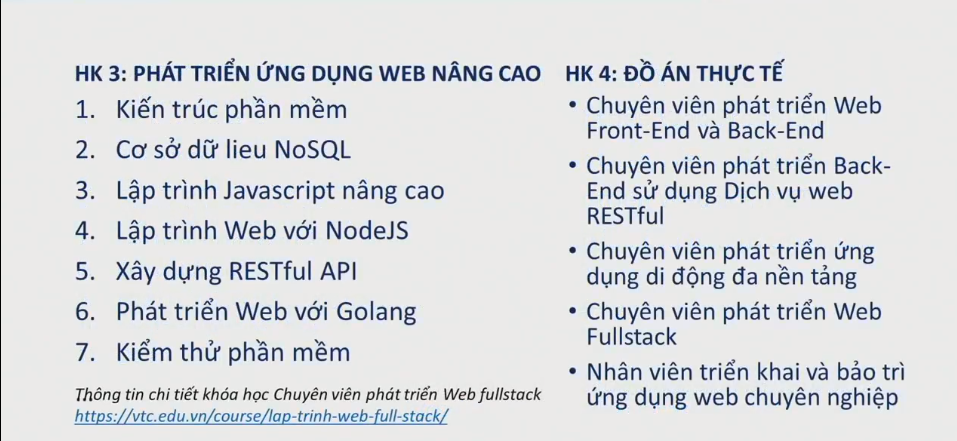 HK 3: PHÁT TRIỂN ỨNG DỤNG WEB NÂNG CAO
1. Kiến trúc phần mềm
2. Cơ sở dữ lieu NoSQL
3. Lập trình Javascript nâng cao
4. Lập trình Web với NodeJS
5. Xây dựng RESTful API
6. Phát triển Web với Golang
7. Kiểm thử phần mềm
Thông tin chi tiết khóa học Chuyên viên phát triển Web fullstack
https://vtc.edu.vn/course/lap-trinh-web-full-stack/
HK 4: ĐỒ ÁN THỰC TẾ
• Chuyên viên phát triển Web
Front-End và Back-End
• Chuyên viên phát triển Back-
End sử dụng Dịch vụ web
RESTful
• Chuyên viên phát triển ứng
dụng di động đa nền tảng
• Chuyên viên phát triển Web
Fullstack
• Nhân viên triển khai và bảo trì
ứng dụng web chuyên nghiệp